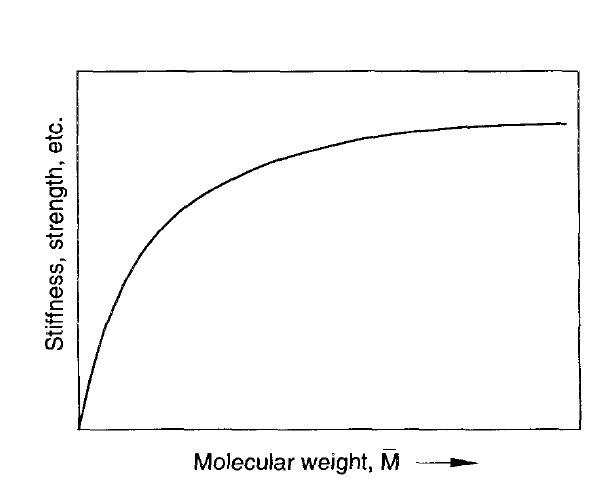 Stiffness, strength, etc.
Molecular weight, M̅